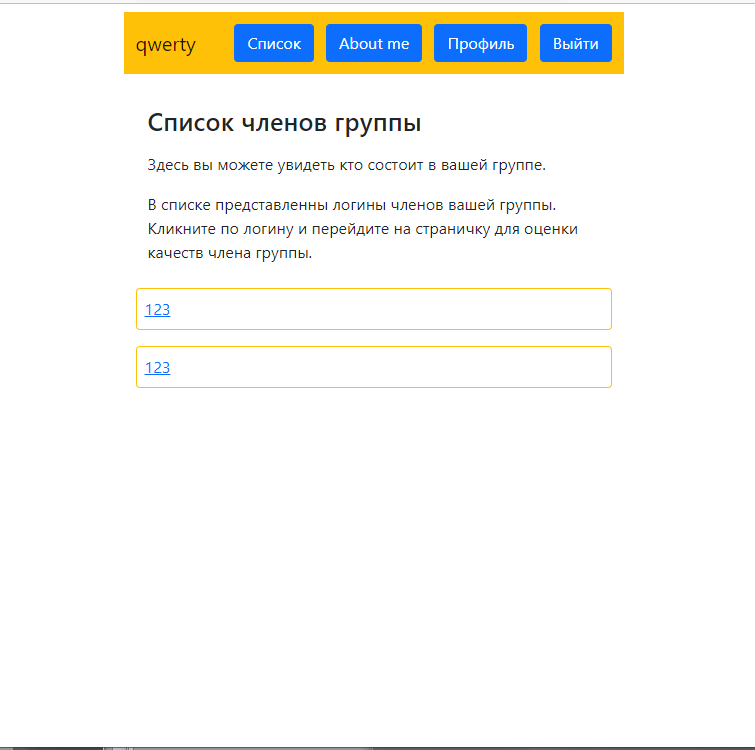 qwerty Список About me Профиль Выйти
Список членов группы
Здесь вы можете увидеть кто состоит в вашей группе.
В списке представленны логины членов вашей группы.
Кликните по логину и перейдите на страничку для оценки
качеств члена группы.
123
123